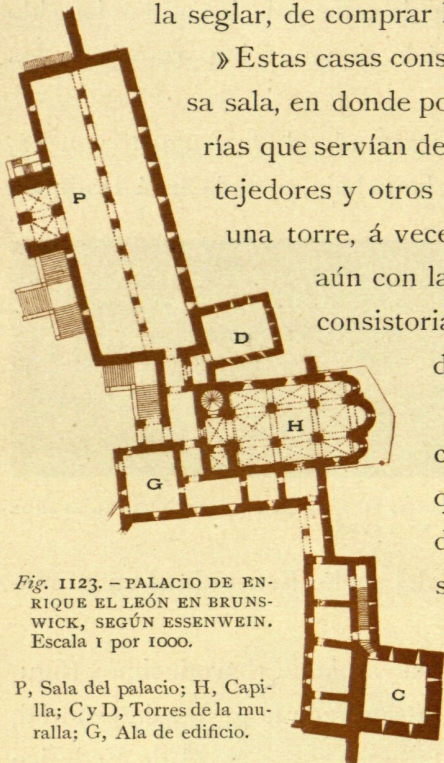 la seglar, de comprar
» Estas casas cons
sa sala, en donde po
rías que servían de
tejedores y otros
una torre, á vece
aún con la
consistoria
d
c
q
d
s
P
D
H
G
C
Fig. 1123. – PALACIO DE EN-
RIQUE EL LEÓN EN BRUNS-
WICK, SEGÚN ESSENWEIN.
Escala 1 por 1000.
P, Sala del palacio; H, Capi-
lla; C y D, Torres de la mu-
ralla; G, Ala de edificio.